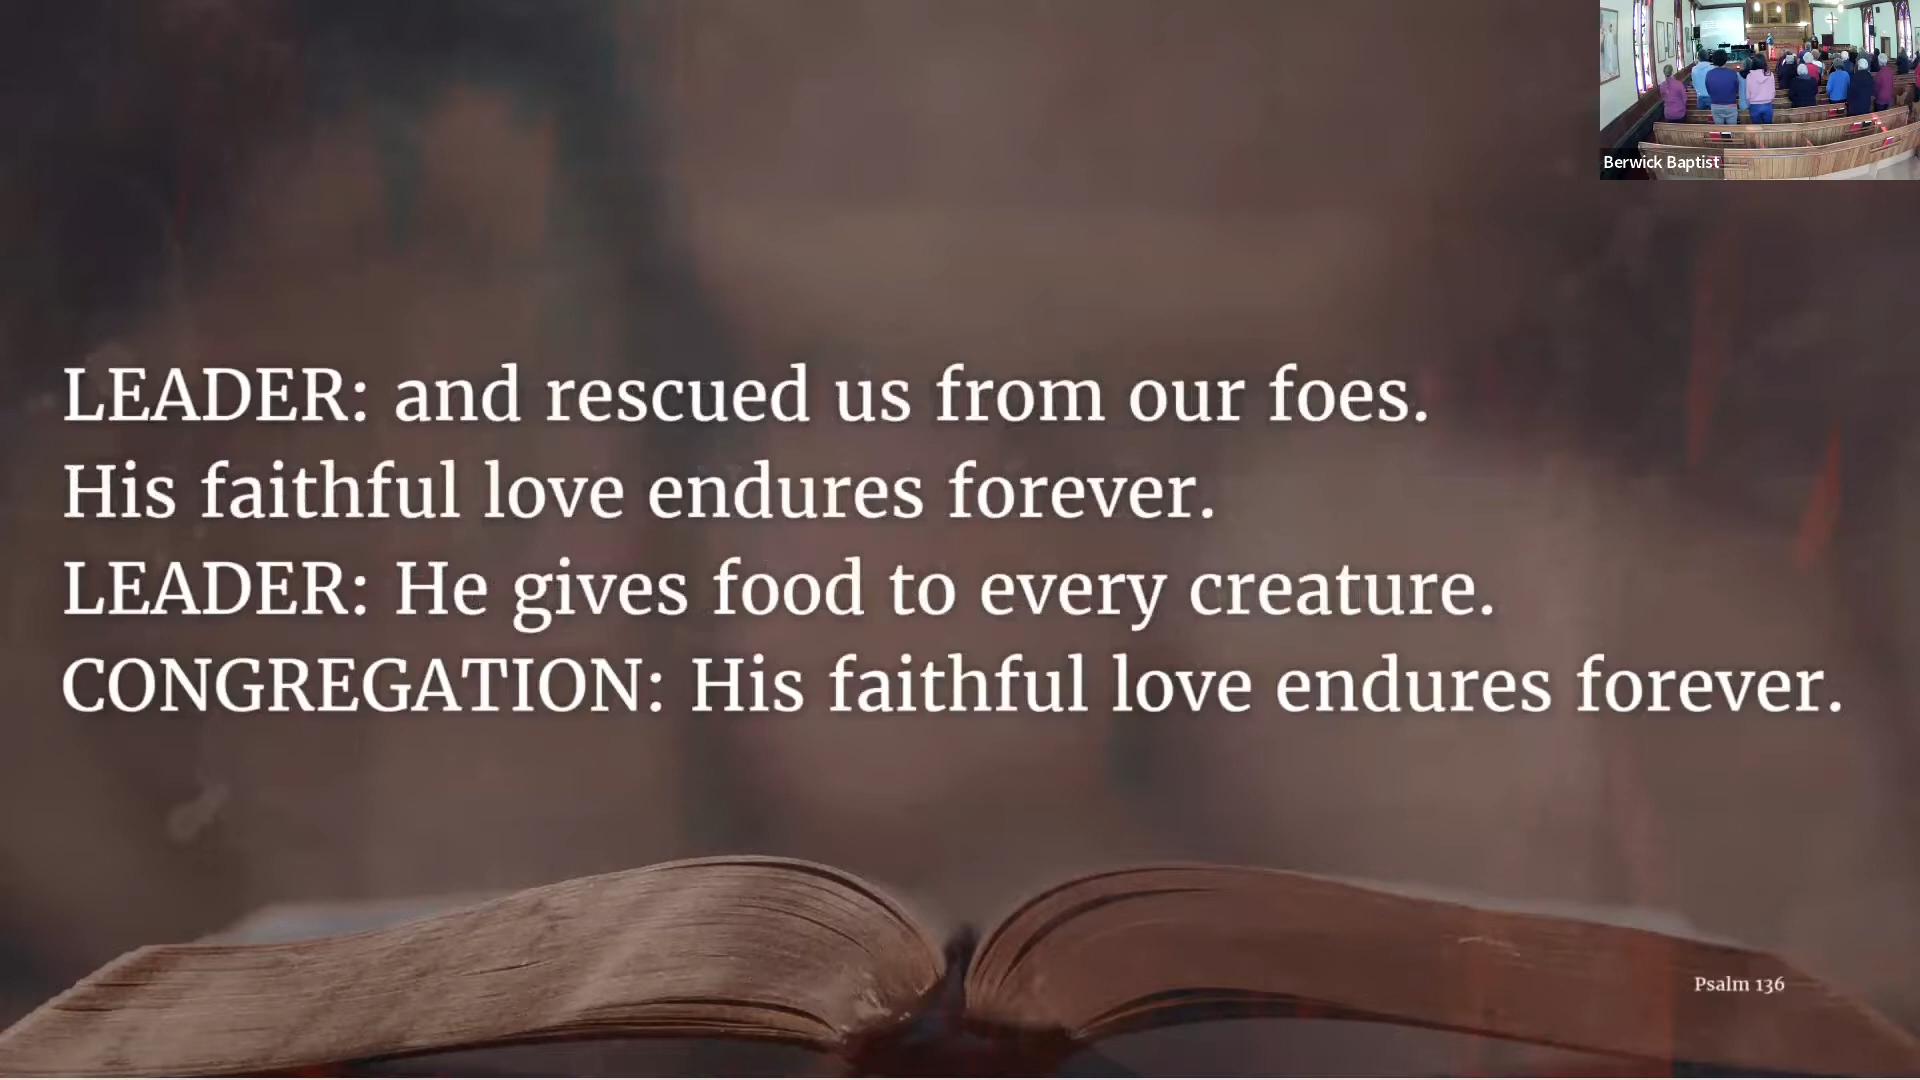 Berwick Baptist
LEADER: and rescued us from our foes.
His faithful love endures forever.
LEADER: He gives food to every creature.
CONGREGATION: His faithful love endures forever.
Psalm 136